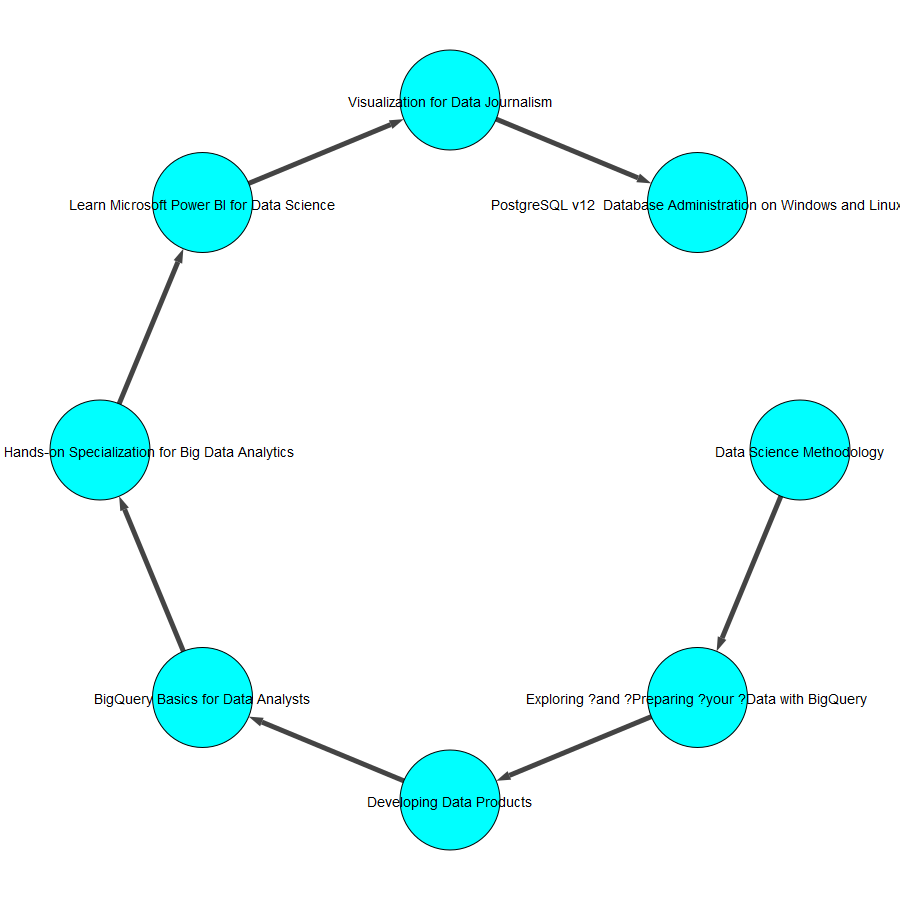 Visualization for Data Journalism
Learn Microsoft Power BI for Data Science
PostgreSQL v12  Database Administration on Windows and Linux
Hands-on Specialization for Big Data Analytics
Data Science Methodology
BigQuery Basics for Data Analysts
Exploring ?and ?Preparing ?your ?Data with BigQuery
Developing Data Products